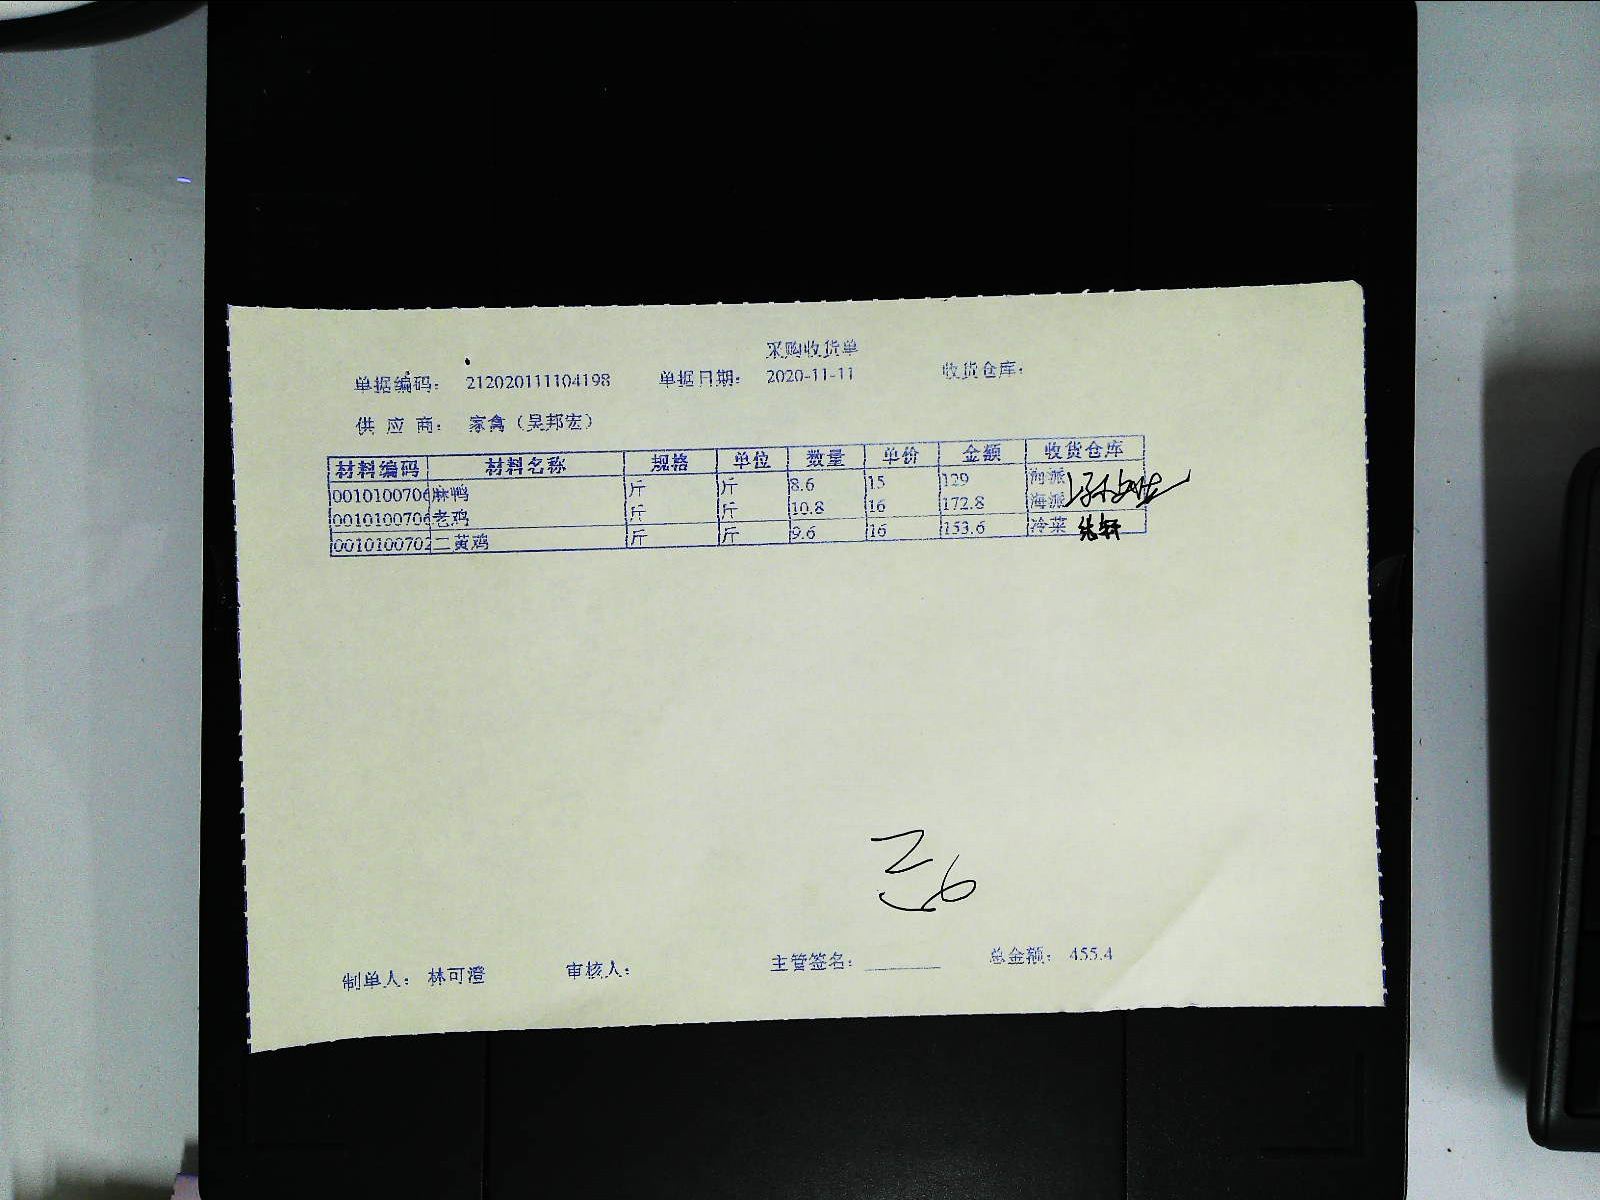 采购收货单
单据编码: 212020111104198 单据日期: 2020-11-11 收货仓库:
供 应 商: 家禽（吴邦宏）
材料编码 材料名称 规格 单位 数量 单价 金额 收货仓库
0010100706 麻鸭 斤 斤 8.6 15 129 海派
0010100706 老鸡 斤 斤 10.8 16 172.8 海派
0010100702 二黄鸡 斤 斤 9.6 16 153.6 冷菜
制单人: 林可澄 审核人: 主管签名: 总金额: 455.4